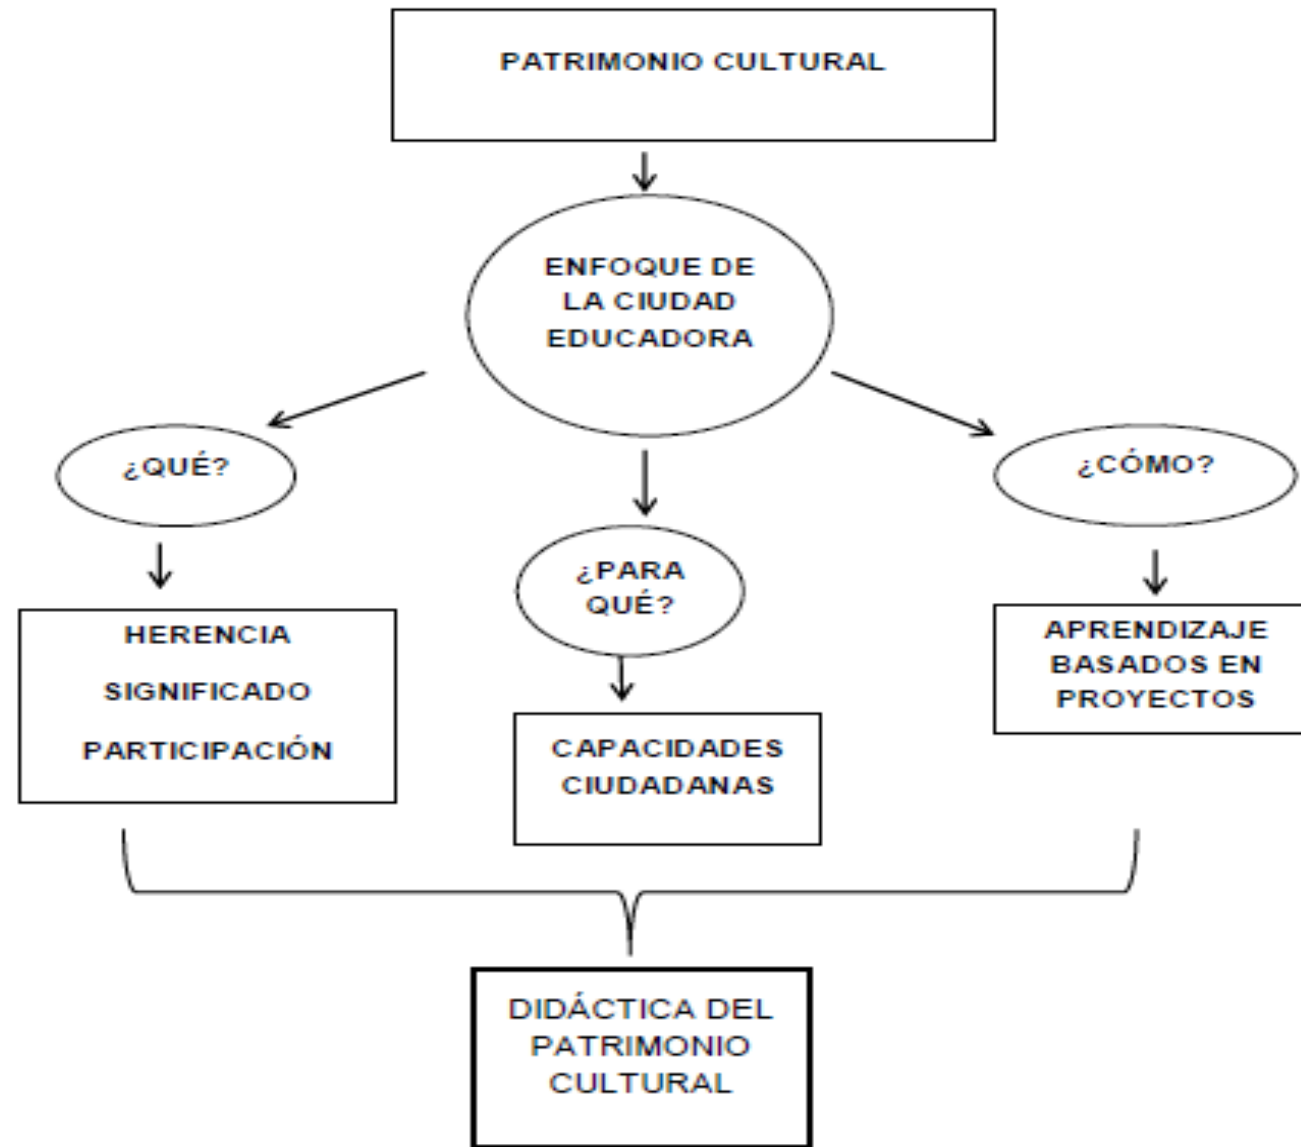 PATRIMONIO CULTURAL
ENFOQUE DE
LA CIUDAD
EDUCADORA
¿QUÉ?
¿PARA
QUÉ?
¿CÓMO?
HERENCIA
SIGNIFICADO
PARTICIPACIÓN
CAPACIDADES
CIUDADANAS
APRENDIZAJE
BASADOS EN
PROYECTOS
DIDÁCTICA DEL
PATRIMONIO
CULTURAL